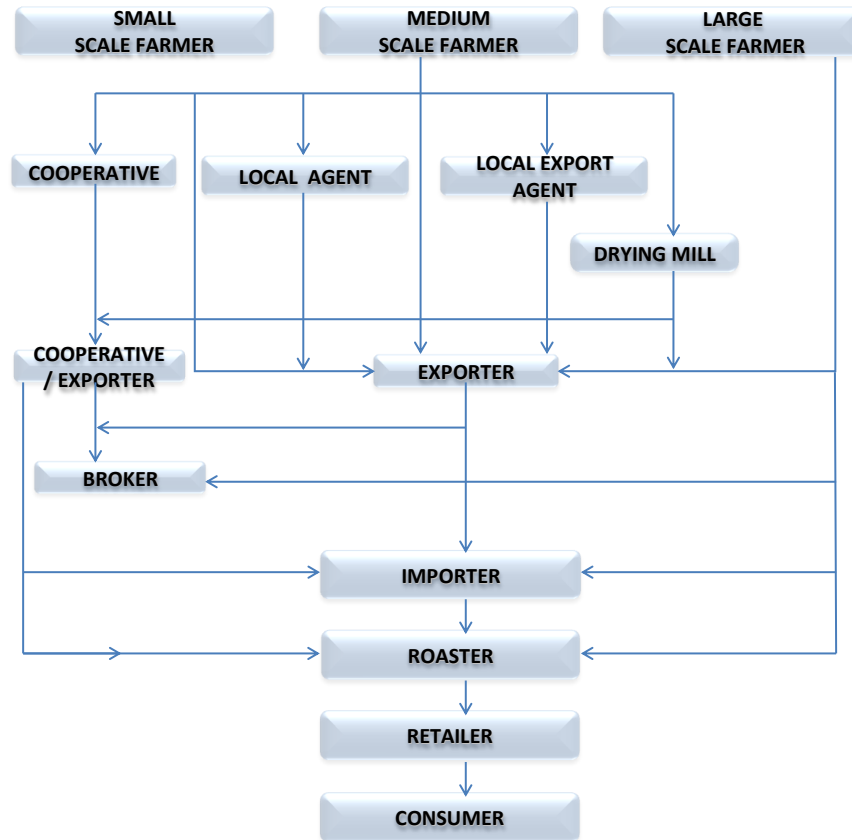 SMALL
SCALE FARMER
MEDIUM
SCALE FARMER
LARGE
SCALE FARMER
COOPERATIVE
LOCAL AGENT
LOCAL EXPORT
AGENT
DRYING MILL
COOPERATIVE
/ EXPORTER
EXPORTER
BROKER
IMPORTER
ROASTER
RETAILER
CONSUMER